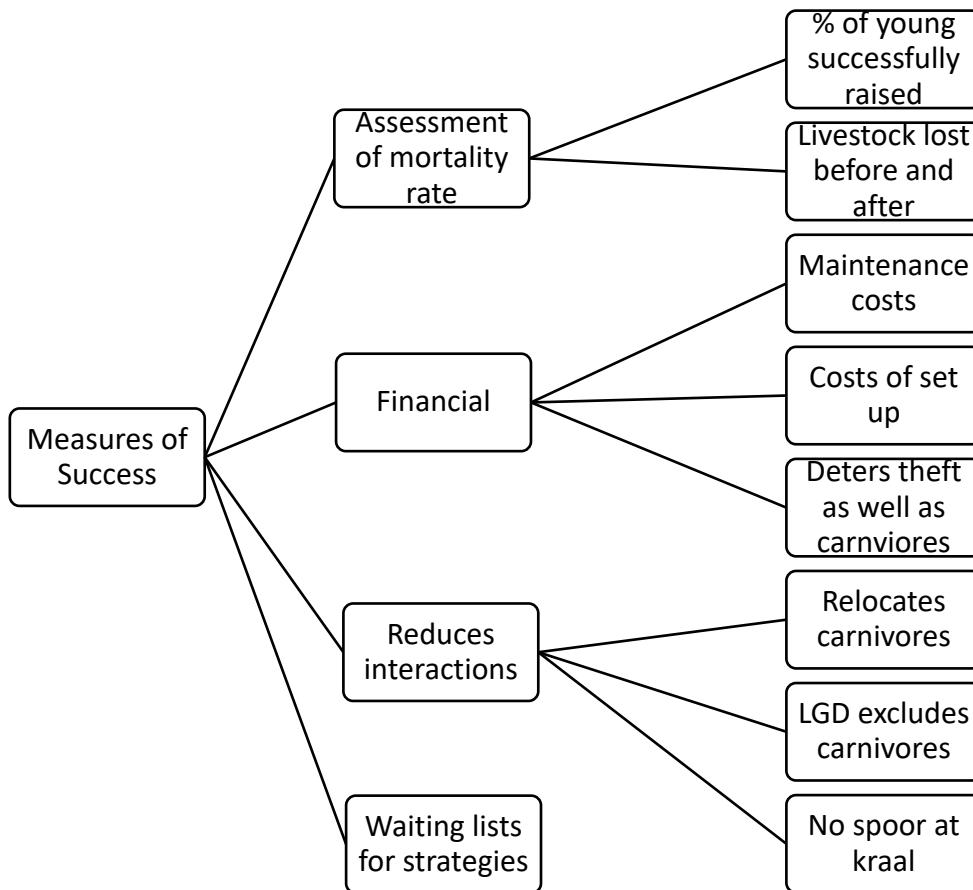 Measures of
Success
Assessment
of mortality
rate
% of young
successfully
raised
Livestock lost
before and
after
Financial
Maintenance
costs
Costs of set
up
Deters theft
as well as
carnviores
Reduces
interactions
Relocates
carnivores
LGD excludes
carnivores
No spoor at
kraal
Waiting lists
for strategies